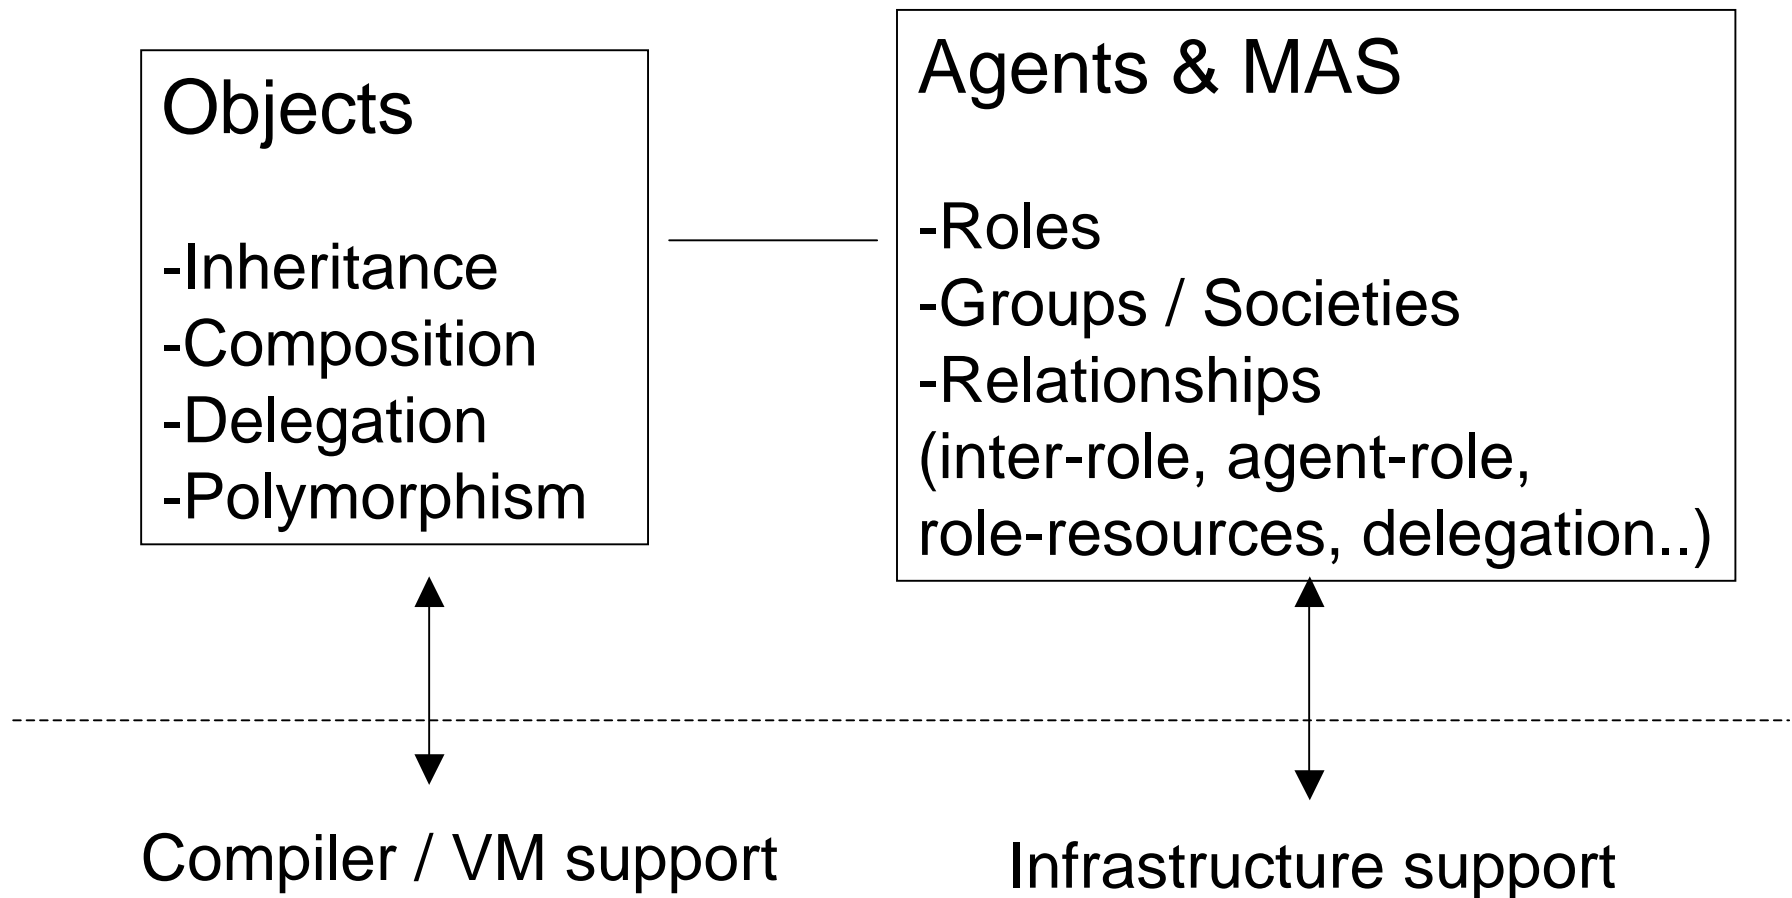 Objects
-Inheritance
-Composition
-Delegation
-Polymorphism
Agents & MAS
-Roles
-Groups / Societies
-Relationships
(inter-role, agent-role,
role-resources, delegation..)
Compiler / VM support
Infrastructure support